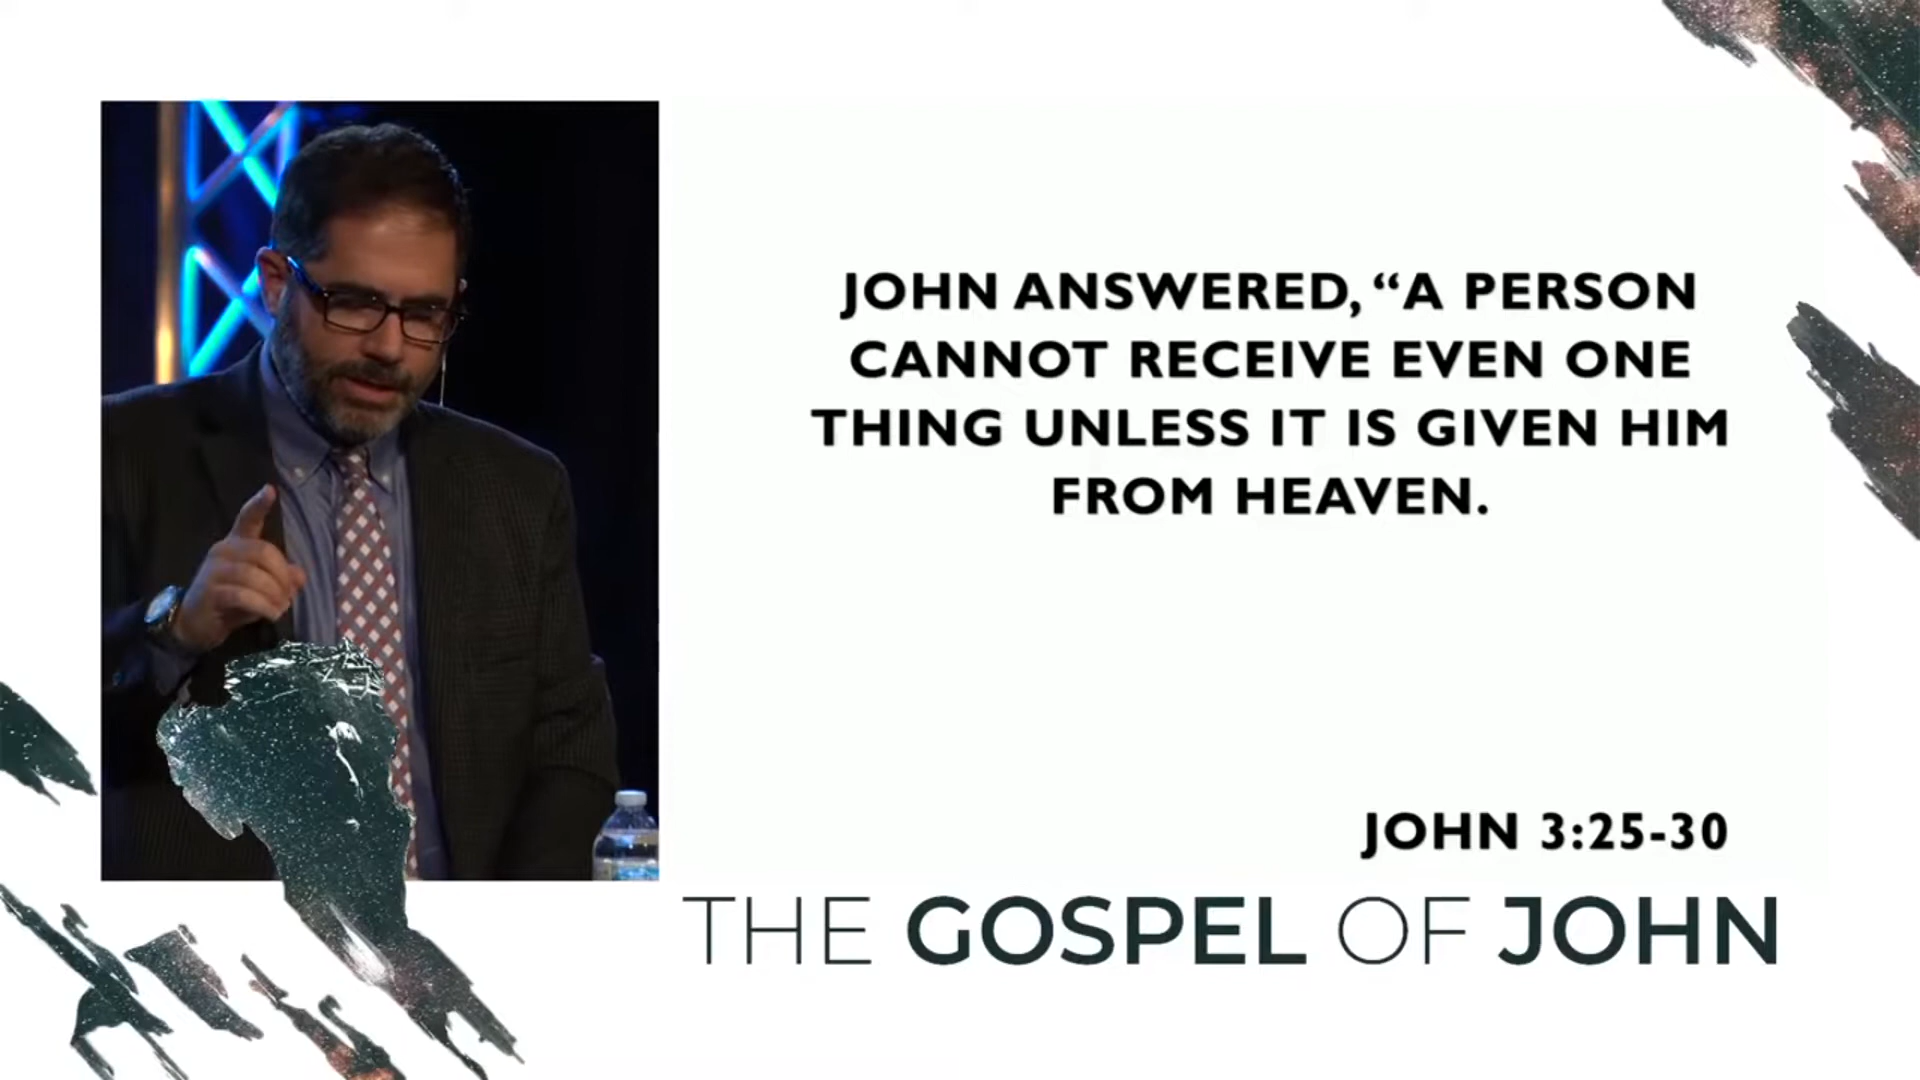 JOHN ANSWERED, “A PERSON
CANNOT RECEIVE EVEN ONE
THING UNLESS IT IS GIVEN HIM
FROM HEAVEN.
JOHN 3:25-30
THE GOSPEL OF JOHN